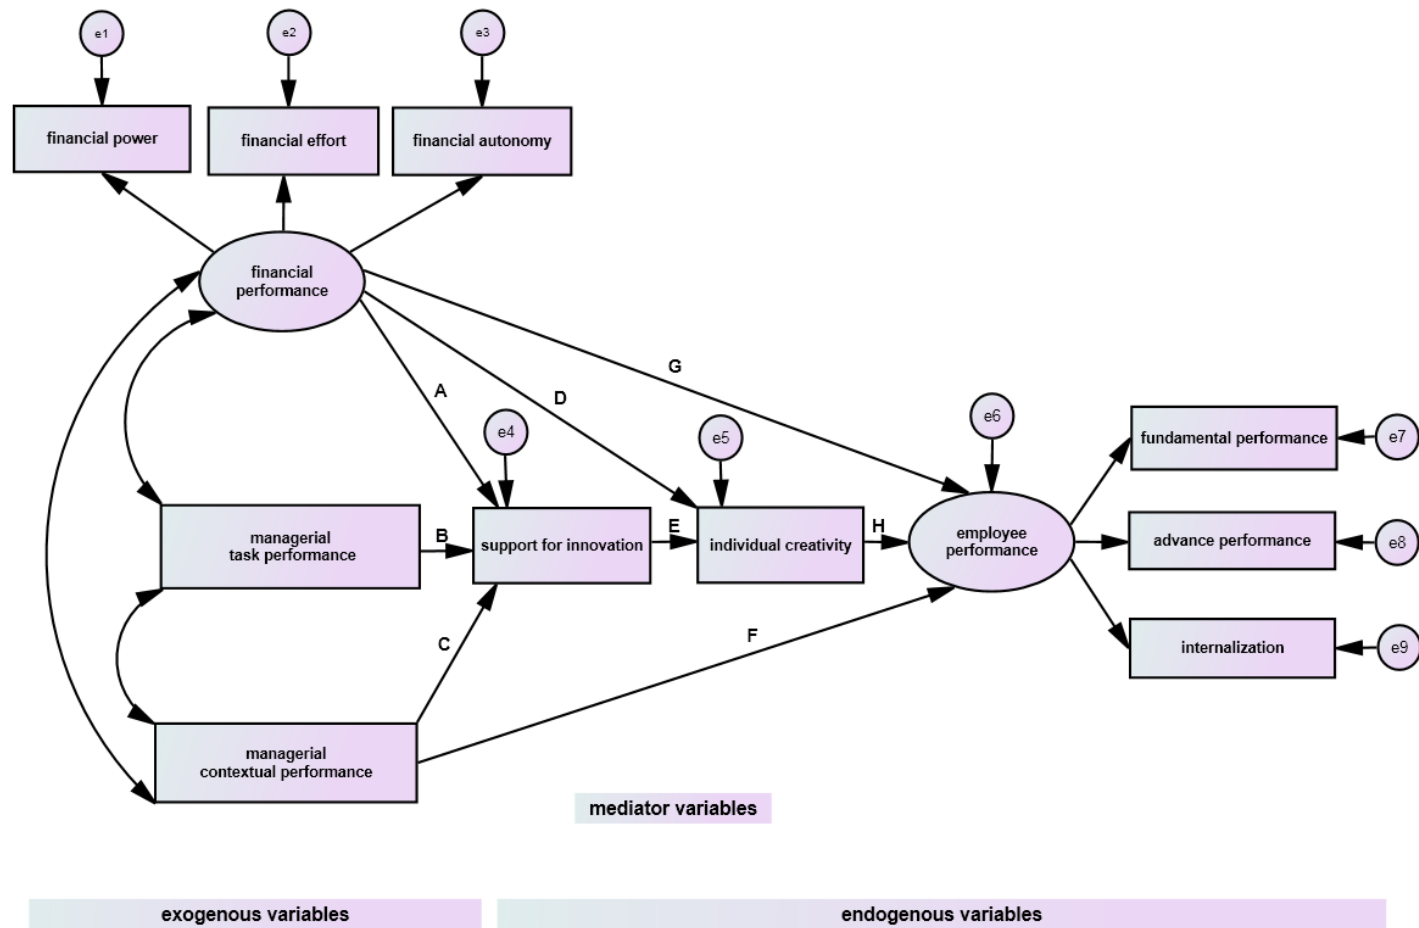 e1
e2
e3
financial power
financial effort
financial autonomy
financial
performance
G
A
D
e4
e5
e6
fundamental performance
e7
managerial
task performance
B
support for innovation
E
individual creativity
H
employee
performance
advance performance
e8
C
F
internalization
e9
managerial
contextual performance
mediator variables
exogenous variables
endogenous variables